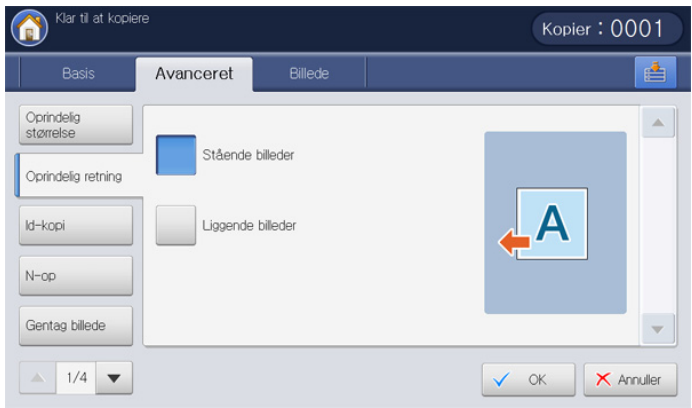 Klar til at kopiere
Kopier : 0001
Basis
Avanceret
Billede
Oprindelig
størrelse
Oprindelig retning
Id-kopi
N-op
Gentag billede
Stående billeder
Liggende billeder
A
1/4
OK
Annuller